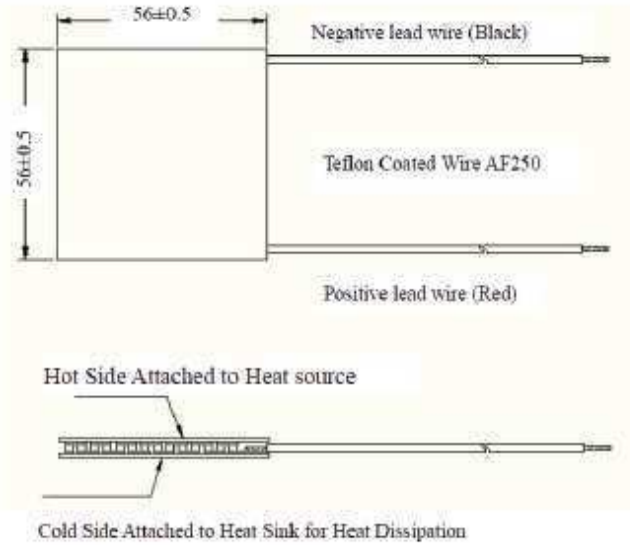 56±0.5
Negative lead wire (Black)
56±0.5
Teflon Coated Wire AF250
Positive lead wire (Red)
Hot Side Attached to Heat source
Cold Side Attached to Heat Sink for Heat Dissipation